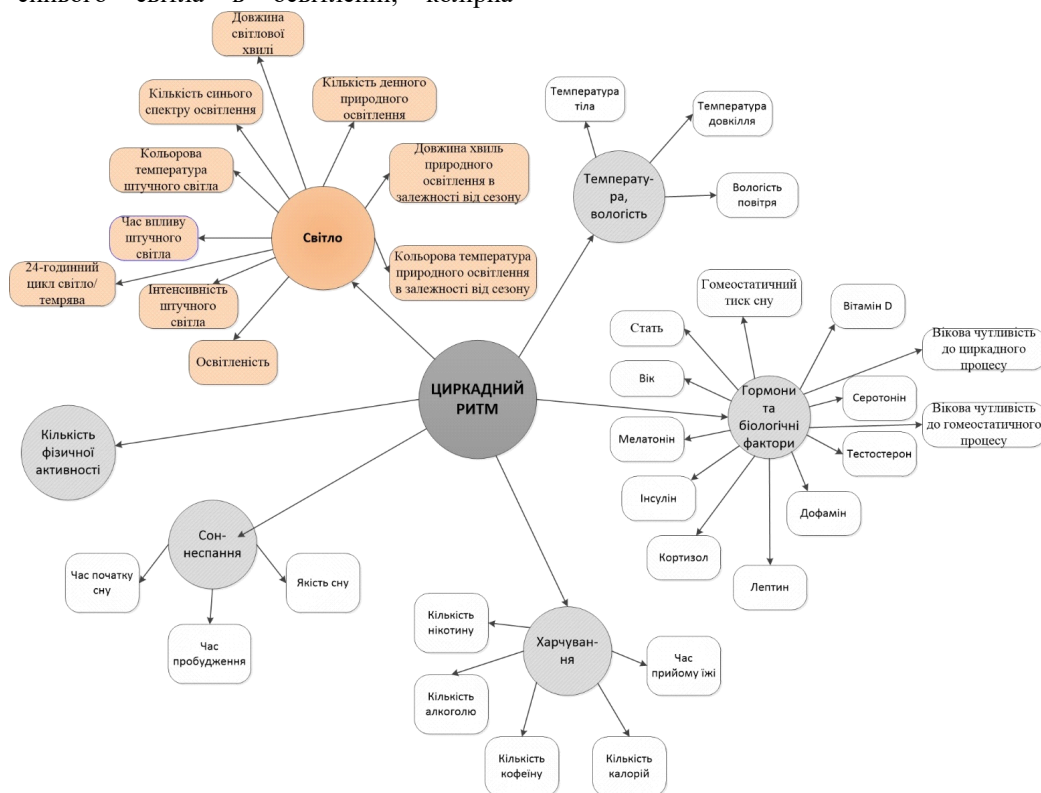 синього світла в освітленні, колірна
Довжина
світлової
хвилі
Кількість синього
спектру освітлення
Кількість денного
природного
освітлення
Кольорова
температура
штучного світла
Довжина хвиль
природного
освітлення в
залежності від сезону
Час впливу
штучного
світла
Світло
24-годинний
цикл світло/
темрява
Інтенсивність
штучного
світла
Кольорова температура
природного освітлення
в залежності від сезону
Освітленість
Температура
тіла
Температура
довкілля
Температу-
ра,
вологість
Вологість
повітря
ЦИРКАДНИЙ
РИТМ
Гомеостатичний
тиск сну
Вітамін D
Стать
Вікова чутливість
до циркадного
процесу
Вік
Гормони
та
біологічні
фактори
Серотонін
Вікова чутливість
до гомеостатичного
процесу
Мелатонін
Тестостерон
Інсулін
Дофамін
Кортизол
Лептин
Кількість
фізичної
активності
Сон-
неспання
Час початку
сну
Якість сну
Час
пробудження
Кількість
нікотину
Харчуван-
ня
Час
прийому їжі
Кількість
алкоголю
Кількість
кофеїну
Кількість
калорій